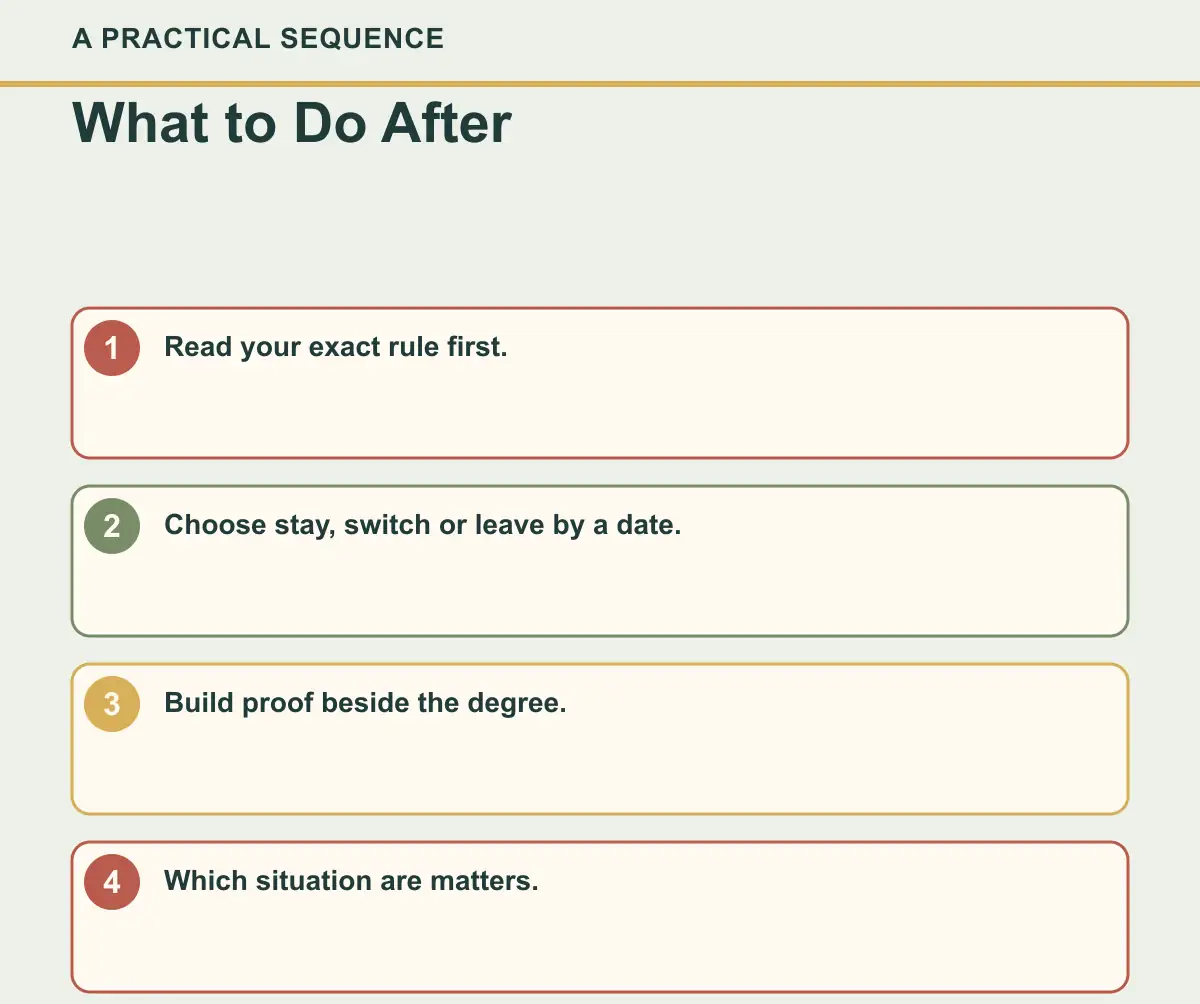 A PRACTICAL SEQUENCE
What to Do After
1
Read your exact rule first.
2
Choose stay, switch or leave by a date.
3
Build proof beside the degree.
4
Which situation are matters.